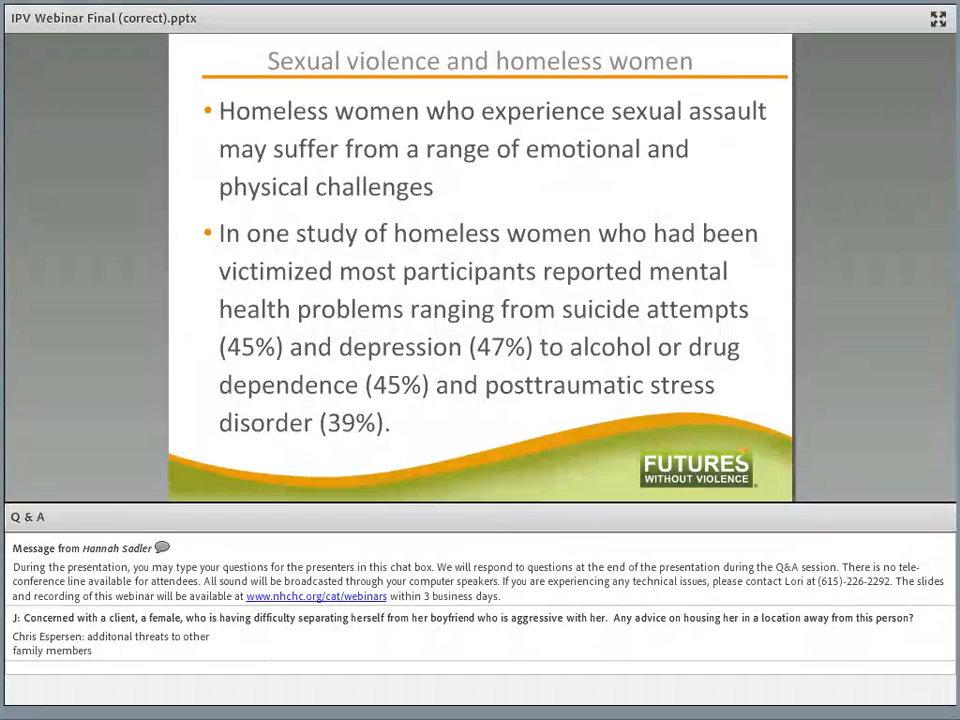 IPV Webinar Final (correct).pptx
Sexual violence and homeless women
• Homeless women who experience sexual assault
may suffer from a range of emotional and
physical challenges
• In one study of homeless women who had been
victimized most participants reported mental
health problems ranging from suicide attempts
(45%) and depression (47%) to alcohol or drug
dependence (45%) and posttraumatic stress
disorder (39%).
FUTURES
WITHOUT VIOLENCE
Q & A
Message from Hannah Sadler
During the presentation, you may type your questions for the presenters in this chat box. We will respond to questions at the end of the presentation during the Q&A session. There is no tele-
conference line available for attendees. All sound will be broadcasted through your computer speakers. If you are experiencing any technical issues, please contact Lori at (615)-226-2292. The slides
and recording of this webinar will be available at www.nhchc.org/cat/webinars within 3 business days.
J: Concerned with a client, a female, who is having difficulty separating herself from her boyfriend who is aggressive with her. Any advice on housing her in a location away from this person?
Chris Espersen: additonal threats to other
family members